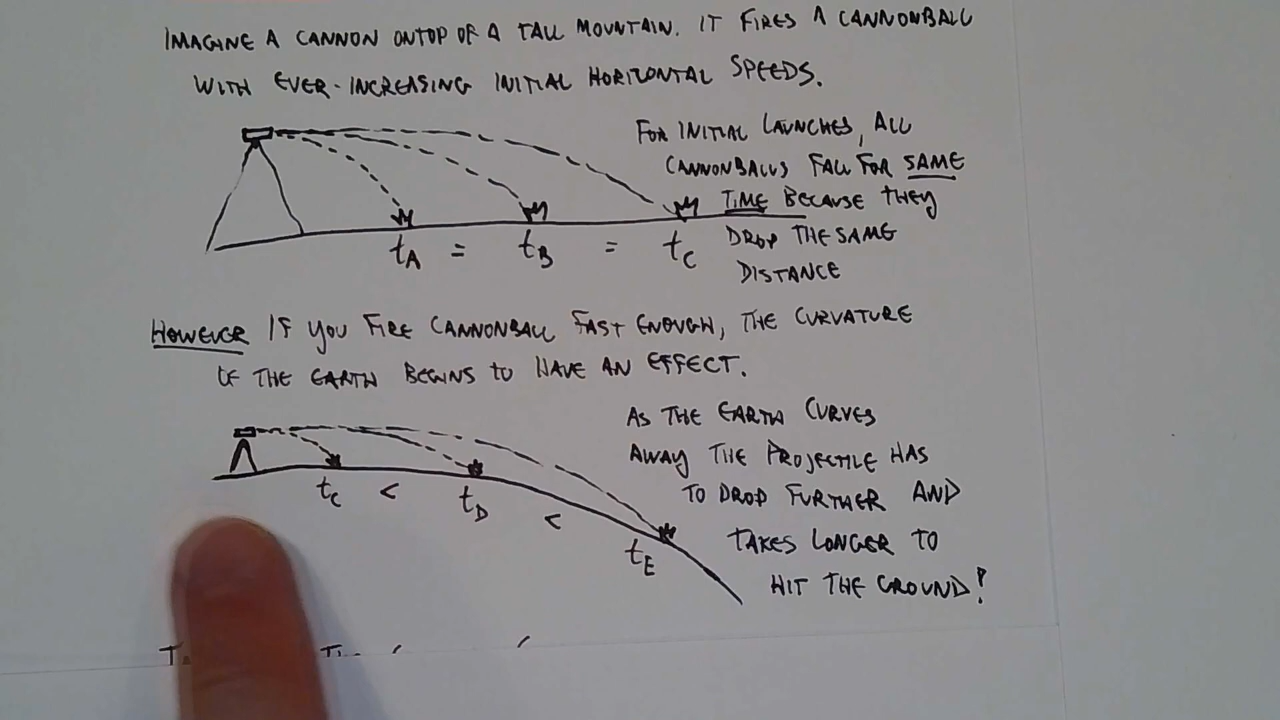 IMAGINE A CANNON ONTOP OF A TALL MOUNTAIN. IT FIRES A CANNONBALL
WITH EVER-INCREASING INITIAL HORIZONTAL SPEEDS.
FOR INITIAL LAUNCHES, ALL
CANNONBALLS FALL FOR SAME
TIME BECAUSE THEY
DROP THE SAME
DISTANCE
tA = tB = tC
HOWEVER IF YOU FIRE CANNONBALL FAST ENOUGH, THE CURVATURE
OF THE EARTH BEGINS TO HAVE AN EFFECT.
AS THE EARTH CURVES
AWAY THE PROJECTILE HAS
TO DROP FURTHER AND
TAKES LONGER TO
HIT THE GROUND!
tC < tD < tE